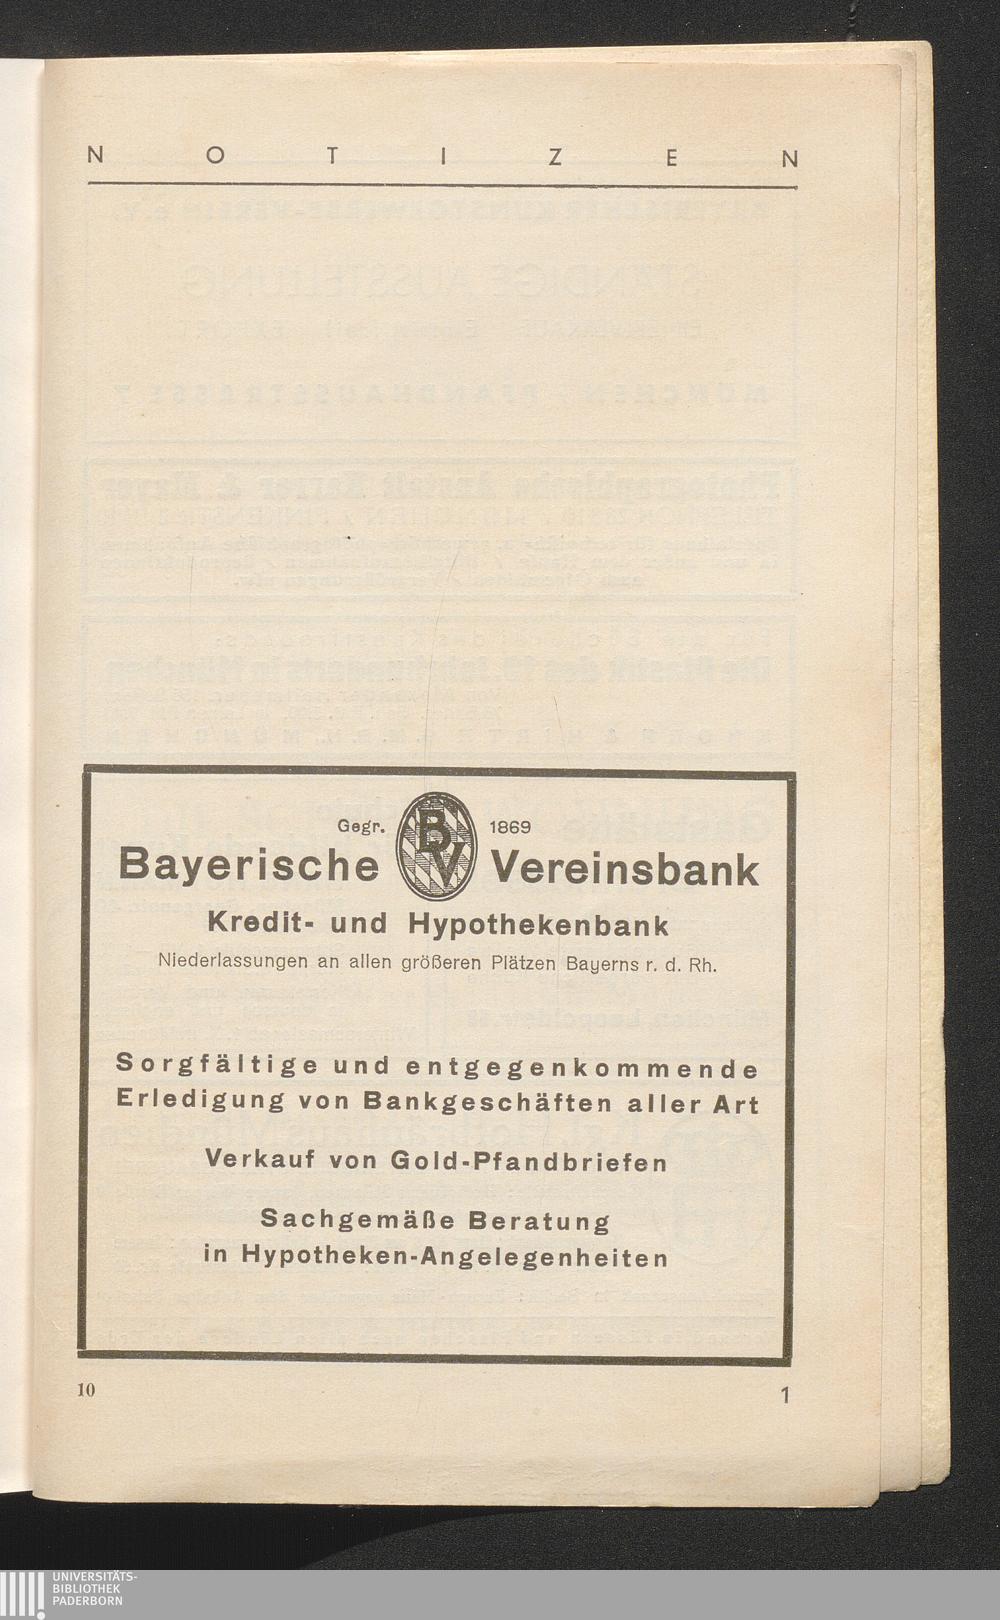 N O T I Z E N
Gegr. 1869
Bayerische BV Vereinsbank
Kredit- und Hypothekenbank
Niederlassungen an allen größeren Plätzen Bayerns r. d. Rh.
Sorgfältige und entgegenkommende
Erledigung von Bankgeschäften aller Art
Verkauf von Gold-Pfandbriefen
Sachgemäße Beratung
in Hypotheken-Angelegenheiten
10 1
UNIVERSITÄTS-
BIBLIOTHEK
PADERBORN